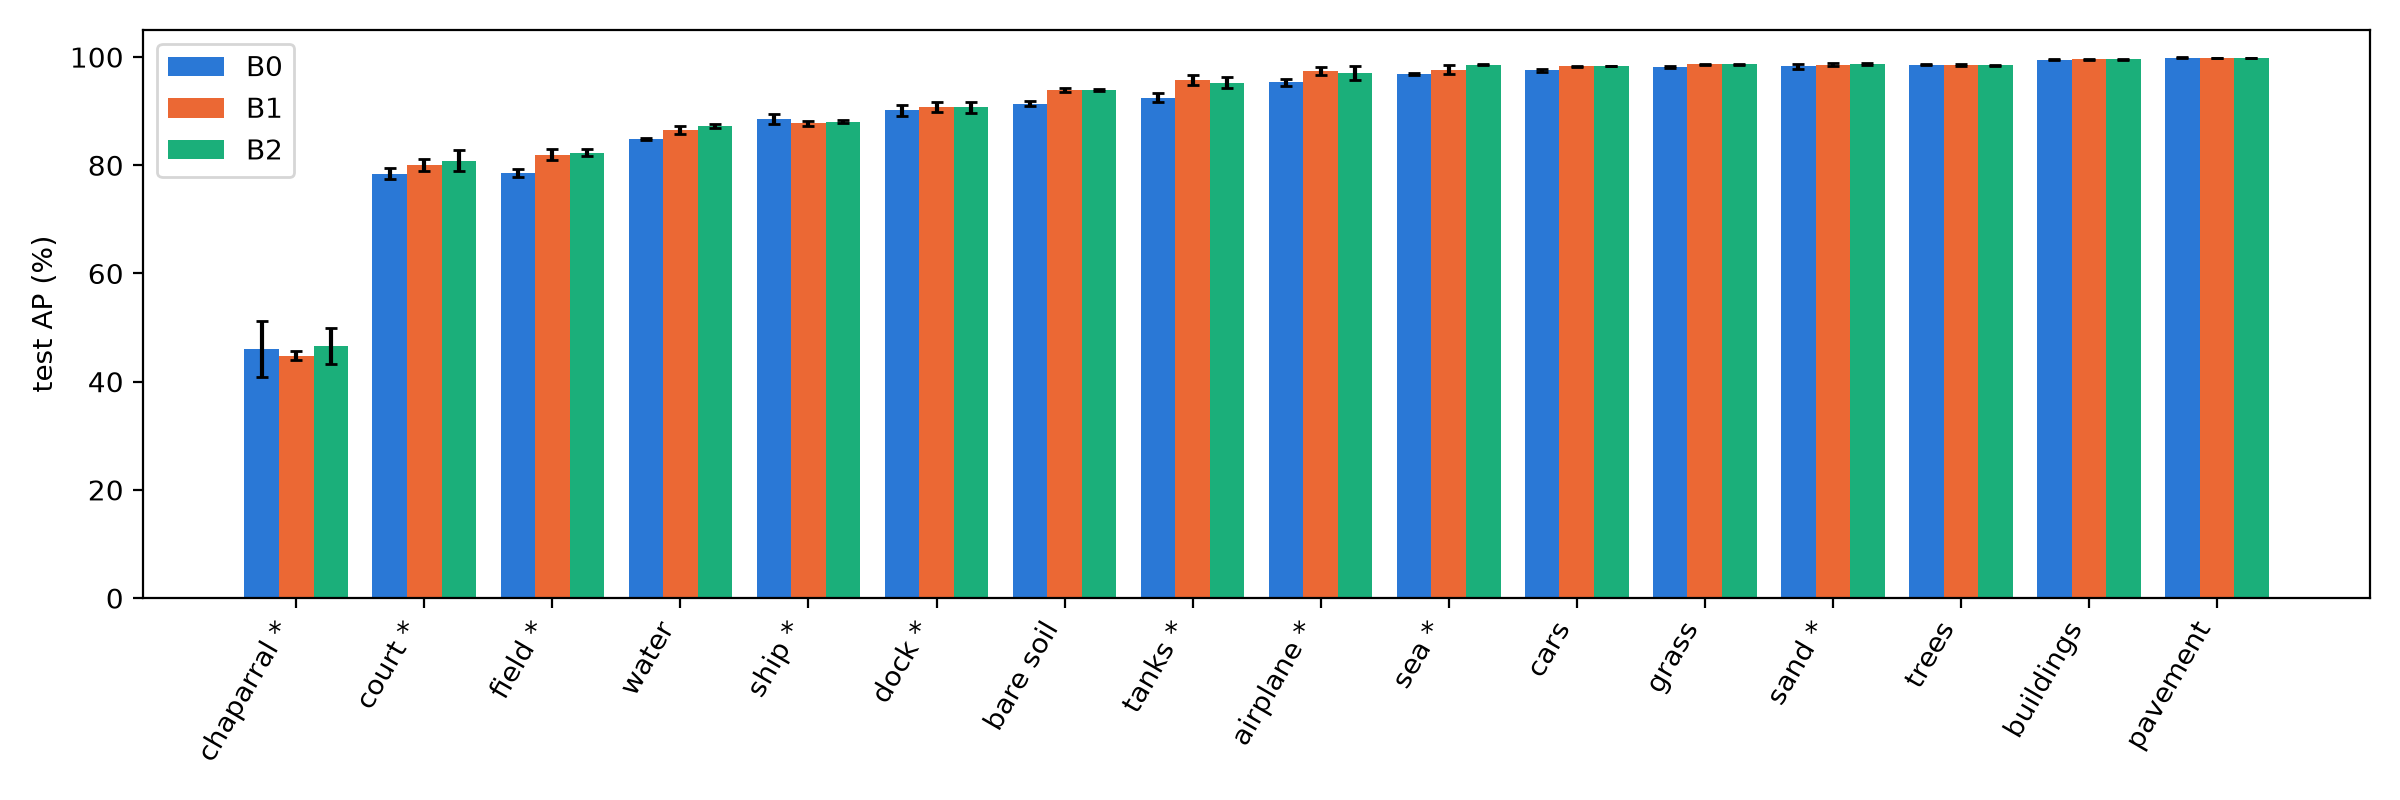 100
80
60
40
20
0
test AP (%)
B0
B1
B2
chaparral *
court *
field *
water
ship *
dock *
bare soil
tanks *
airplane *
sea *
cars
grass
sand *
trees
buildings
pavement